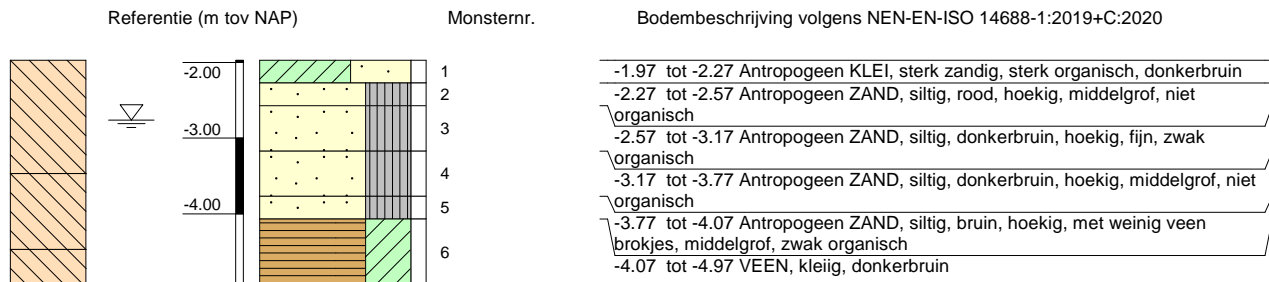 Referentie (m tov NAP) Monsternr. Bodembeschrijving volgens NEN-EN-ISO 14688-1:2019+C:2020
-2.00
-3.00
-4.00
1
2
3
4
5
6
-1.97 tot -2.27 Antropogeen KLEI, sterk zandig, sterk organisch, donkerbruin
-2.27 tot -2.57 Antropogeen ZAND, siltig, rood, hoekig, middelgrof, niet
organisch
-2.57 tot -3.17 Antropogeen ZAND, siltig, donkerbruin, hoekig, fijn, zwak
organisch
-3.17 tot -3.77 Antropogeen ZAND, siltig, donkerbruin, hoekig, middelgrof, niet
organisch
-3.77 tot -4.07 Antropogeen ZAND, siltig, bruin, hoekig, met weinig veen
brokjes, middelgrof, zwak organisch
-4.07 tot -4.97 VEEN, kleiig, donkerbruin